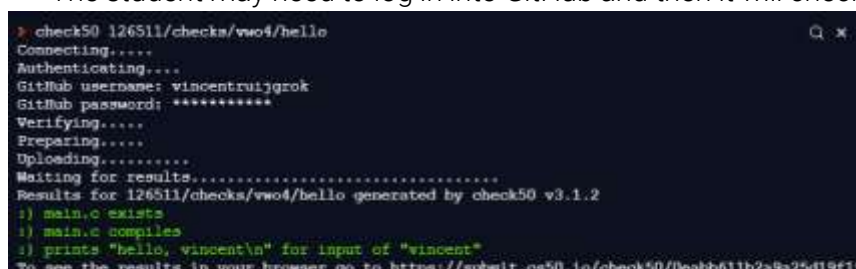 The student may need to log in into GitHub and then it will chec
check50 126511/checks/vwo4/hello
Connecting.....
Authenticating....
GitHub username: vincentruijgrok
GitHub password: ***********
Verifying.....
Preparing.....
Uploading..........
Waiting for results..................................
Results for 126511/checks/vwo4/hello generated by check50 v3.1.2
:) main.c exists
:) main.c compiles
:) prints "hello, vincent\n" for input of "vincent"
To see the results in your browser go to